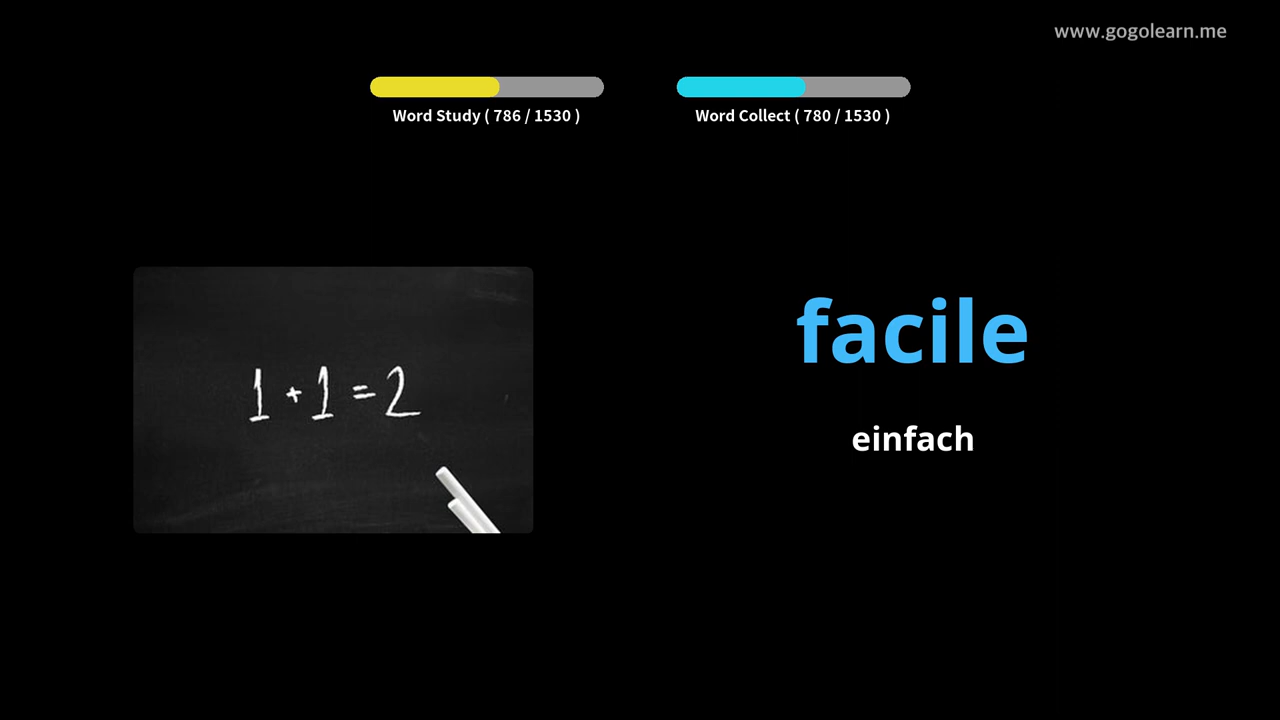 www.gogolearn.me
Word Study ( 786 / 1530 )
Word Collect ( 780 / 1530 )
1 + 1 = 2
facile
einfach